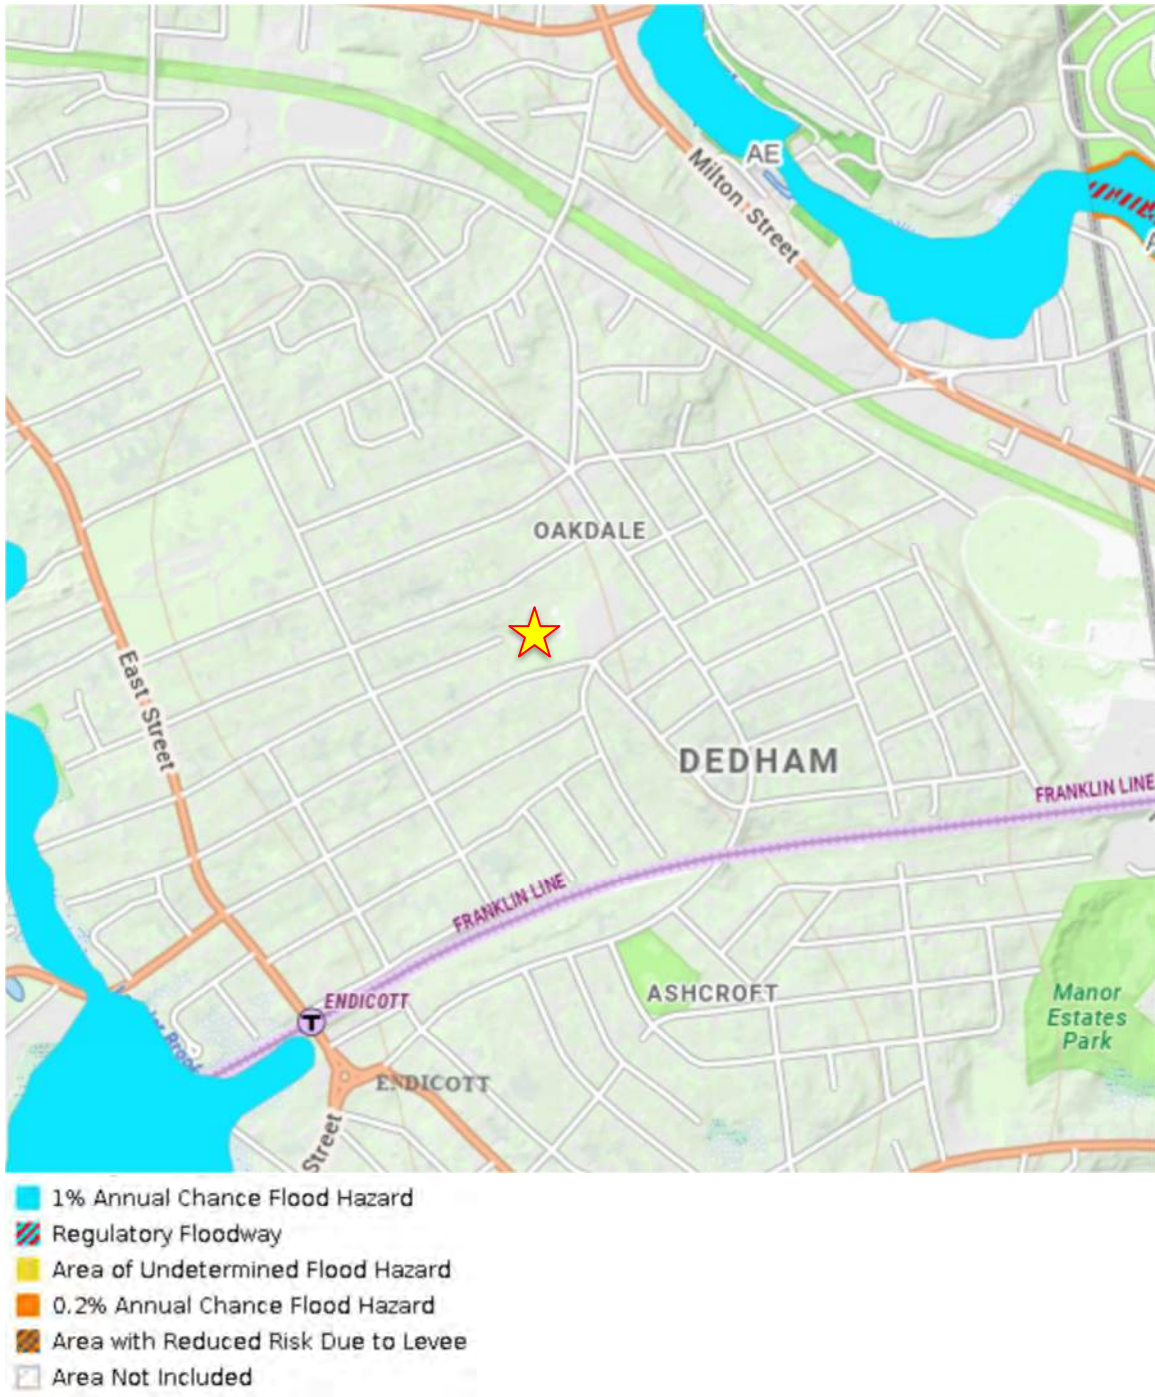 AE
Milton Street
OAKDALE
East Street
DEDHAM
FRANKLIN LINE
FRANKLIN LINE
ENDICOTT
ASHCROFT
Manor
Estates
Park
ENDICOTT
Street
1% Annual Chance Flood Hazard
Regulatory Floodway
Area of Undetermined Flood Hazard
0.2% Annual Chance Flood Hazard
Area with Reduced Risk Due to Levee
Area Not Included